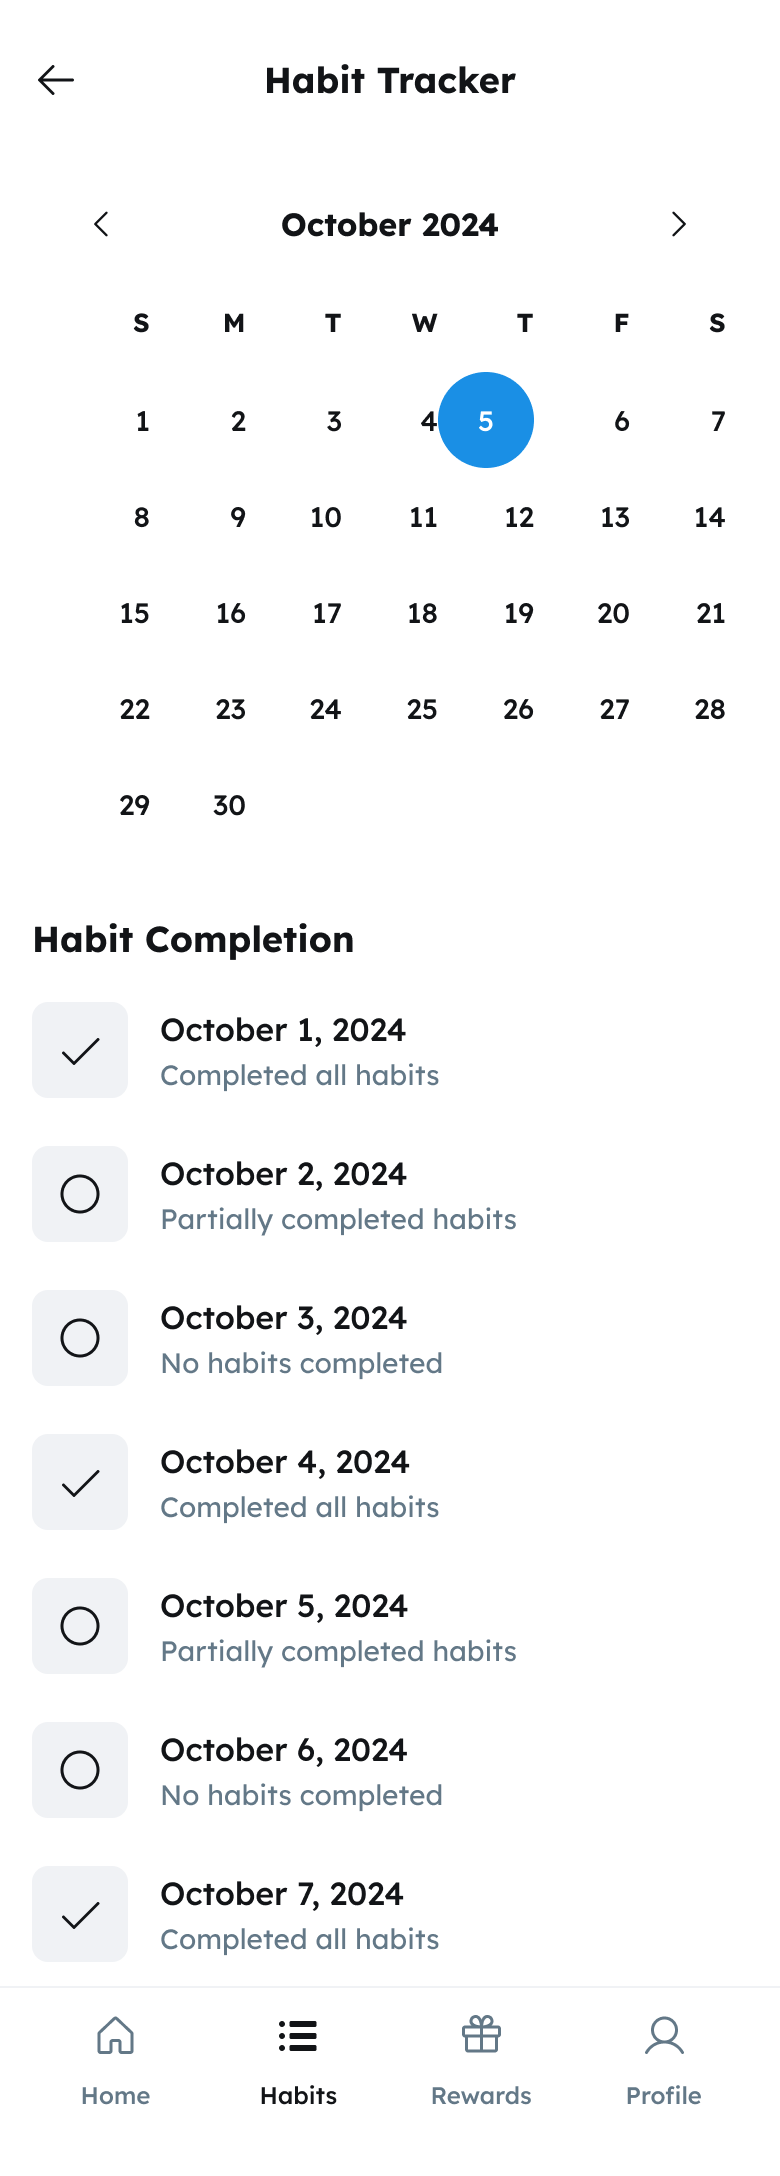 Habit Tracker
October 2024
S M T W T F S
1 2 3 4 5 6 7
8 9 10 11 12 13 14
15 16 17 18 19 20 21
22 23 24 25 26 27 28
29 30
Habit Completion
October 1, 2024
Completed all habits
October 2, 2024
Partially completed habits
October 3, 2024
No habits completed
October 4, 2024
Completed all habits
October 5, 2024
Partially completed habits
October 6, 2024
No habits completed
October 7, 2024
Completed all habits
Home Habits Rewards Profile